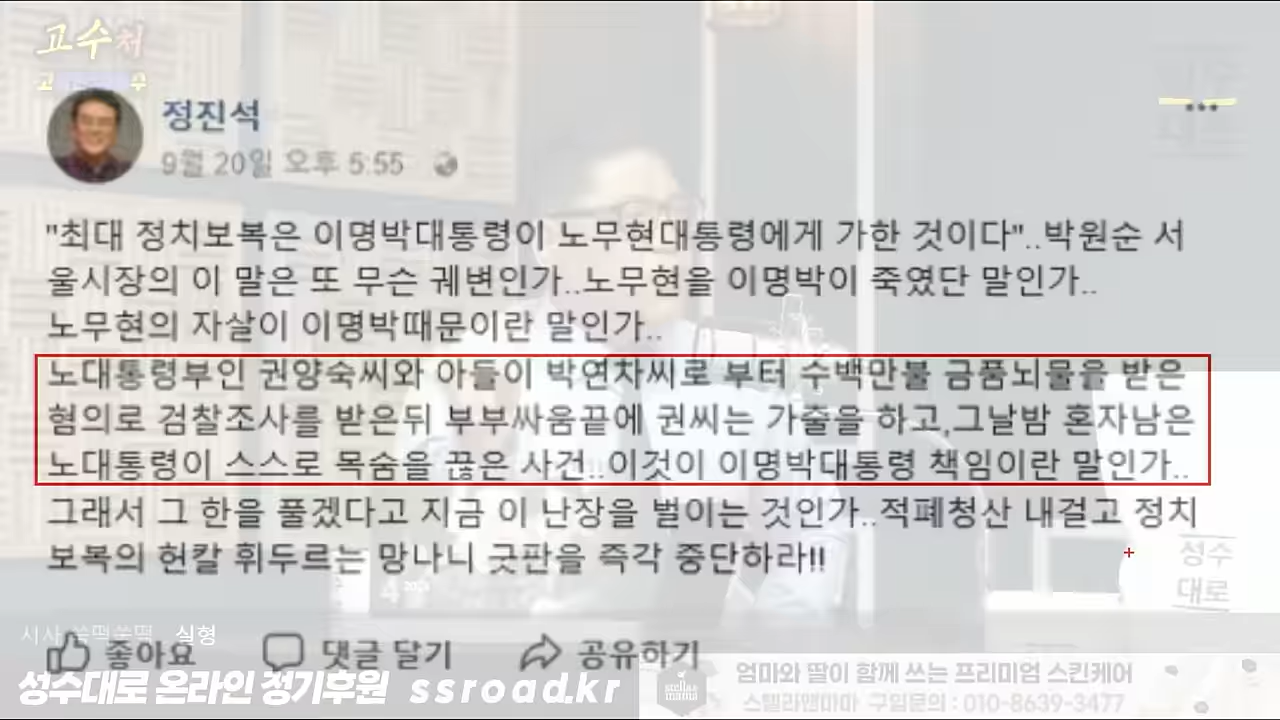 고수처
정진석
9월 20일 오후 5:55
"최대 정치보복은 이명박대통령이 노무현대통령에게 가한 것이다"..박원순 서
울시장의 이 말은 또 무슨 궤변인가..노무현을 이명박이 죽였단 말인가..
노무현의 자살이 이명박때문이란 말인가..
노대통령부인 권양숙씨와 아들이 박연차씨로 부터 수백만불 금품뇌물을 받은
혐의로 검찰조사를 받은뒤 부부싸움끝에 권씨는 가출을 하고,그날밤 혼자남은
노대통령이 스스로 목숨을 끊은 사건..이것이 이명박대통령 책임이란 말인가..
그래서 그 한을 풀겠다고 지금 이 난장을 벌이는 것인가..적폐청산 내걸고 정치
보복의 헌칼 휘두르는 망나니 굿판을 즉각 중단하라!!
성수
대로
시사 쑥떡쑥떡 실형
좋아요 댓글 달기 공유하기
성수대로 온라인 정기후원 ssroad.kr
stella mama
엄마와 딸이 함께 쓰는 프리미엄 스킨케어
스텔라앤마마 구입문의 : 010-8639-3477